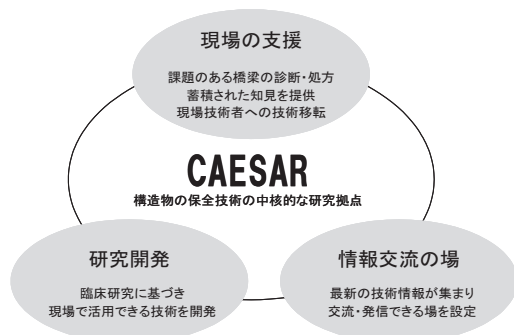 現場の支援
課題のある橋梁の診断・処方
蓄積された知見を提供
現場技術者への技術移転
CAESAR
構造物の保全技術の中核的な研究拠点
研究開発
臨床研究に基づき
現場で活用できる技術を開発
情報交流の場
最新の技術情報が集まり
交流・発信できる場を設定